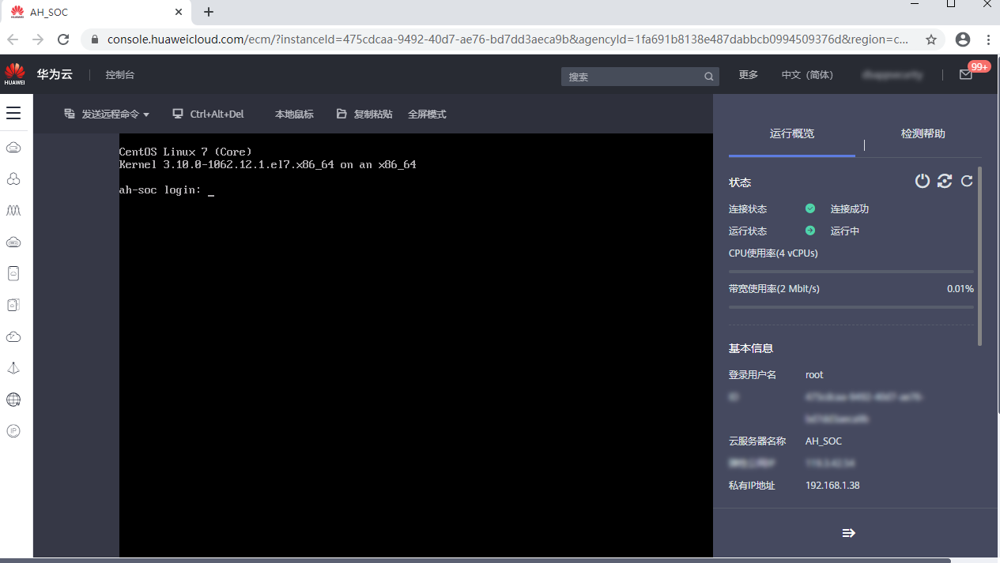 AH_SOC
console.huaweicloud.com/ecm/?instanceId=475cdcaa-9492-40d7-ae76-bd7dd3aeca9b&agencyId=1fa691b8138e487dabbcb0994509376d&region=c...
HUAWEI
华为云
控制台
搜索
更多
中文（简体）
99+
发送远程命令
Ctrl+Alt+Del
本地鼠标
复制粘贴
全屏模式
CentOS Linux 7 (Core)
Kernel 3.10.0-1062.12.1.el7.x86_64 on an x86_64
ah-soc login: _
运行概览
检测帮助
状态
连接状态 连接成功
运行状态 运行中
CPU使用率(4 vCPUs)
带宽使用率(2 Mbit/s) 0.01%
基本信息
登录用户名 root
云服务器名称 AH_SOC
私有IP地址 192.168.1.38
IP